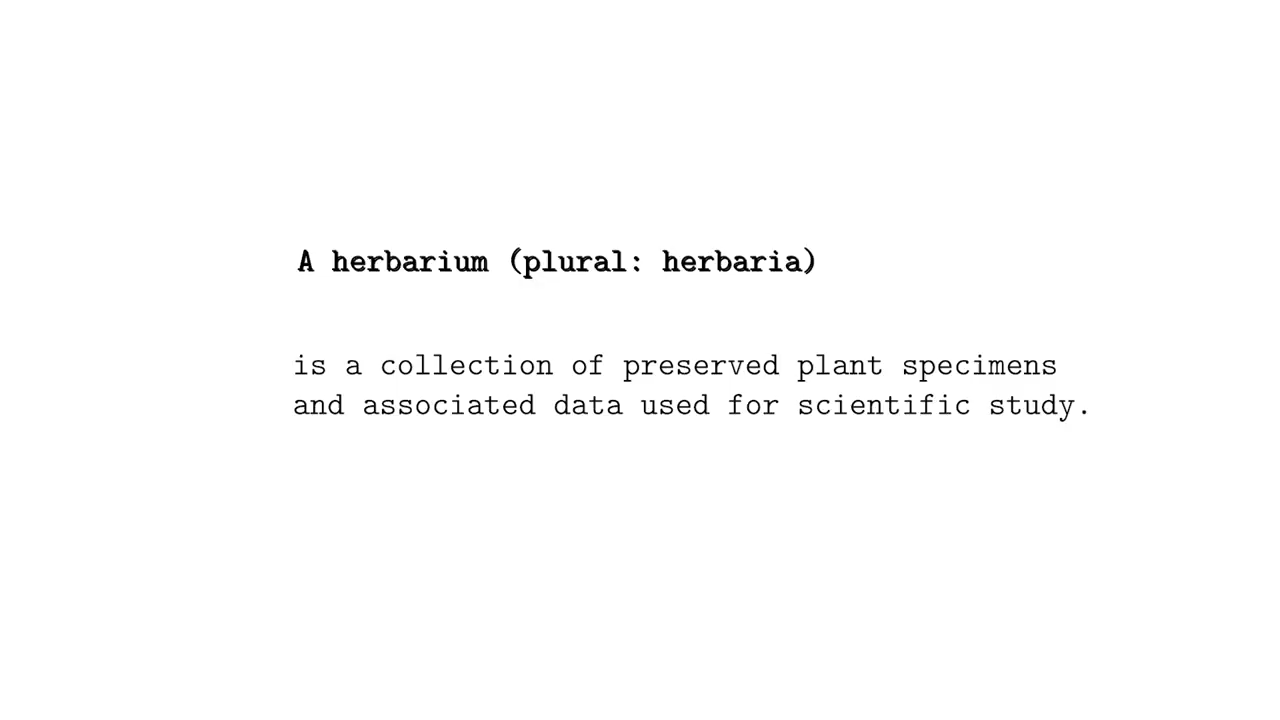 A herbarium (plural: herbaria)
is a collection of preserved plant specimens
and associated data used for scientific study.